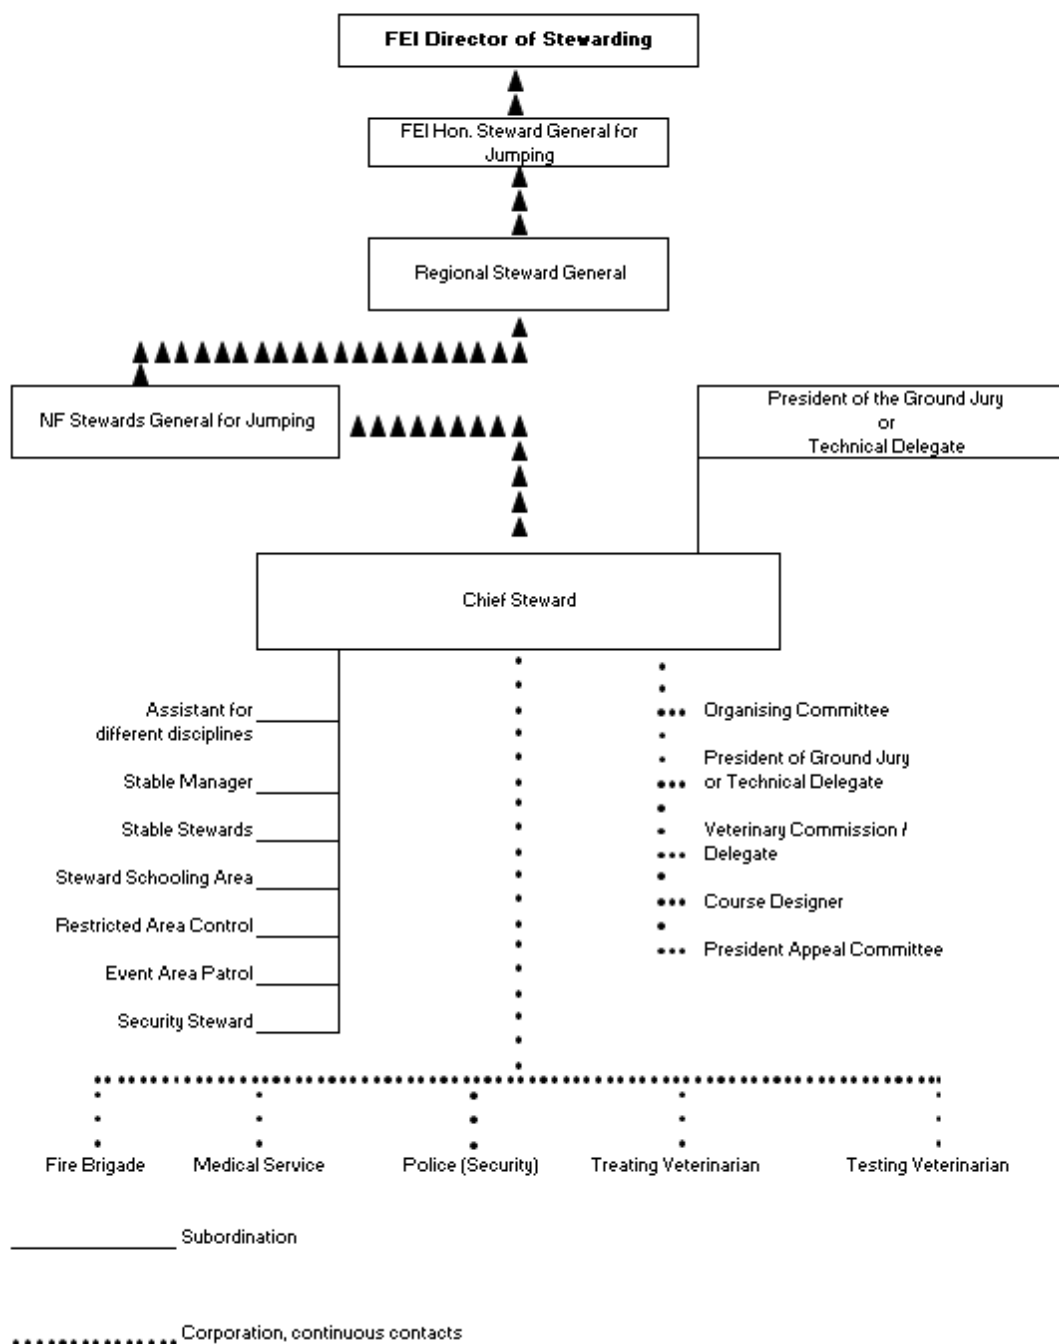 FEI Director of Stewarding
FEI Hon. Steward General for
Jumping
Regional Steward General
NF Stewards General for Jumping
President of the Ground Jury
or
Technical Delegate
Chief Steward
Assistant for
different disciplines
Stable Manager
Stable Stewards
Steward Schooling Area
Restricted Area Control
Event Area Patrol
Security Steward
Organising Committee
President of Ground Jury
or Technical Delegate
Veterinary Commission /
Delegate
Course Designer
President Appeal Committee
Fire Brigade
Medical Service
Police (Security)
Treating Veterinarian
Testing Veterinarian
Subordination
Corporation, continuous contacts